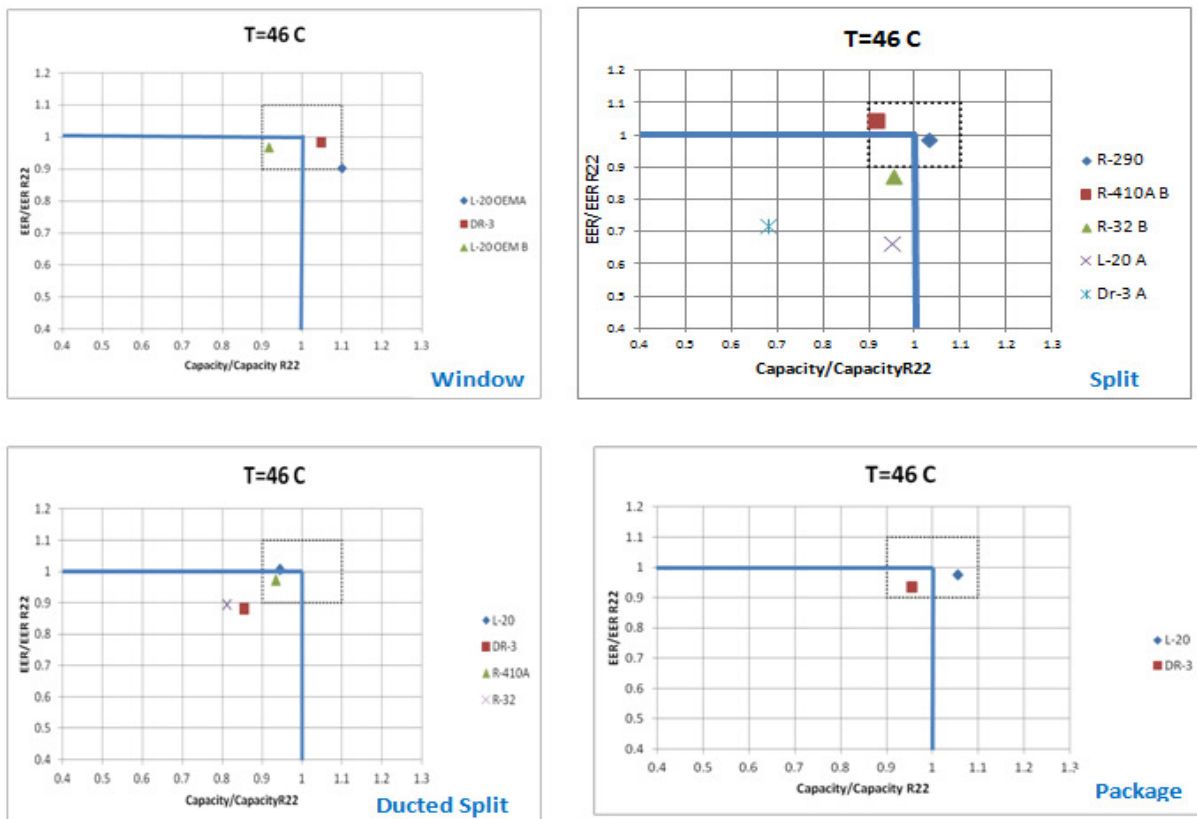 T=46 C
1.2
1.1
1
0.9
0.8
0.7
0.6
0.5
0.4
EER/EER R22
0.4 0.5 0.6 0.7 0.8 0.9 1 1.1 1.2 1.3
Capacity/Capacity R22
L-20 OEMA
DR-3
L-20 OEM B
Window
T=46 C
1.2
1.1
1
0.9
0.8
0.7
0.6
0.5
0.4
EER/EER R22
0.4 0.5 0.6 0.7 0.8 0.9 1 1.1 1.2 1.3
Capacity/CapacityR22
R-290
R-410A B
R-32 B
L-20 A
Dr-3 A
Split
T=46 C
1.2
1.1
1
0.9
0.8
0.7
0.6
0.5
0.4
EER/EER R22
0.4 0.5 0.6 0.7 0.8 0.9 1 1.1 1.2 1.3
Capacity/CapacityR22
L-20
DR-3
R-410A
R-32
Ducted Split
T=46 C
1.2
1.1
1
0.9
0.8
0.7
0.6
0.5
0.4
EER/EER R22
0.4 0.5 0.6 0.7 0.8 0.9 1 1.1 1.2 1.3
Capacity/Capacity R22
L-20
DR-3
Package